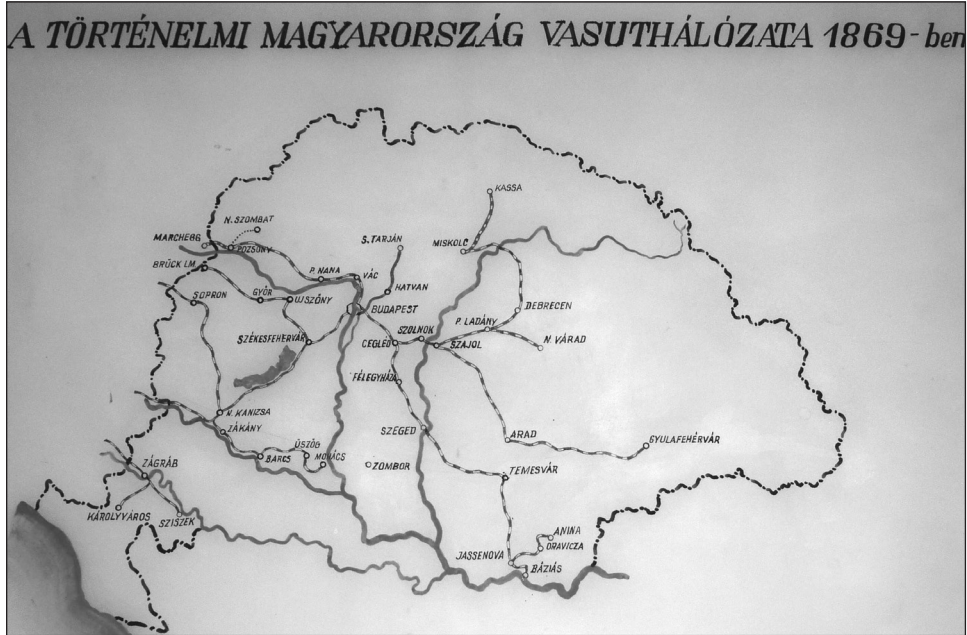 A TÖRTÉNELMI MAGYARORSZÁG VASUTHÁLÓZATA 1869-ben
KASSA
N. SZOMBAT
MARCHEGG
POZSONY
S. TARJÁN
MISKOLC
BRÜCK LM.
P. NANA
VÁC
SOPRON
GYŐR
UJSZŐNY
HATVAN
BUDAPEST
DEBRECEN
SZÉKESFEHÉRVÁR
CEGLÉD
SZOLNOK
P. LADÁNY
SZAJOL
N. VÁRAD
FÉLEGYHÁZA
N. KANIZSA
ZÁKÁNY
SZEGED
ARAD
GYULAFEHÉRVÁR
BARCS
ÜSZÖG
MOHÁCS
ZOMBOR
TEMESVÁR
ZÁGRÁB
KÁROLYVÁROS
SZISZEK
ANINA
ORAVICZA
JASSENOVA
BÁZIÁS